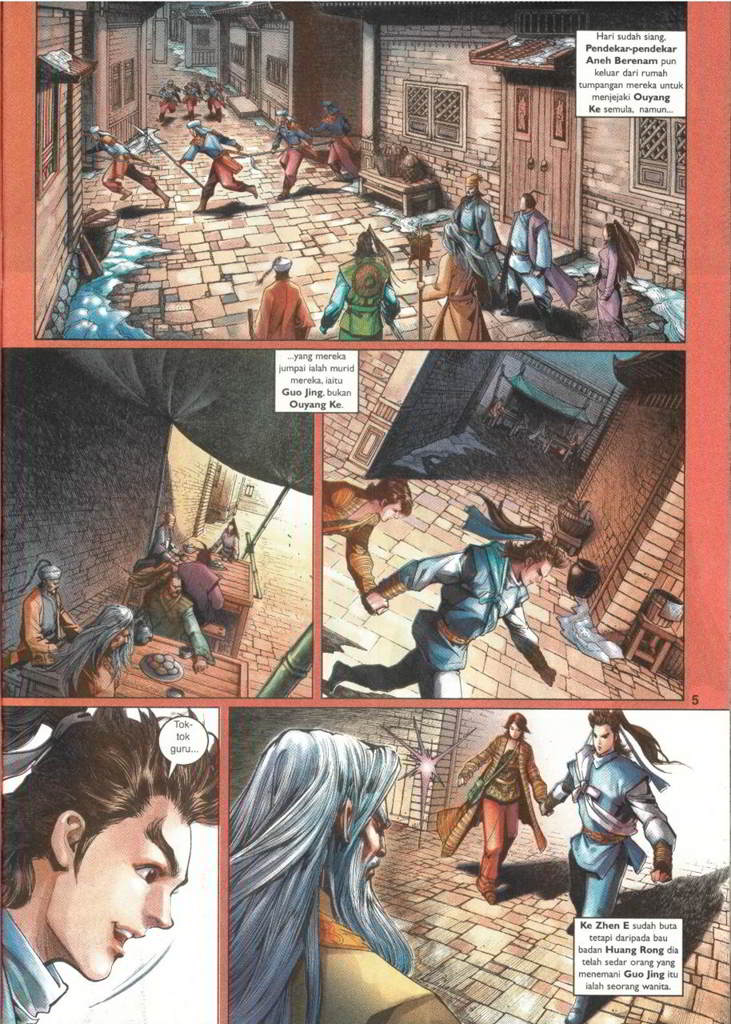 Hari sudah siang.
Pendekar-pendekar
Aneh Berenam pun
keluar dari rumah
tumpangan mereka untuk
menjejaki Ouyang
Ke semula, namun...
...yang mereka
jumpai ialah murid
mereka, iaitu
Guo Jing, bukan
Ouyang Ke.
5
Tok-
tok
guru...
Ke Zhen E sudah buta
tetapi daripada bau
badan Huang Rong dia
telah sedar orang yang
menemani Guo Jing itu
ialah seorang wanita.